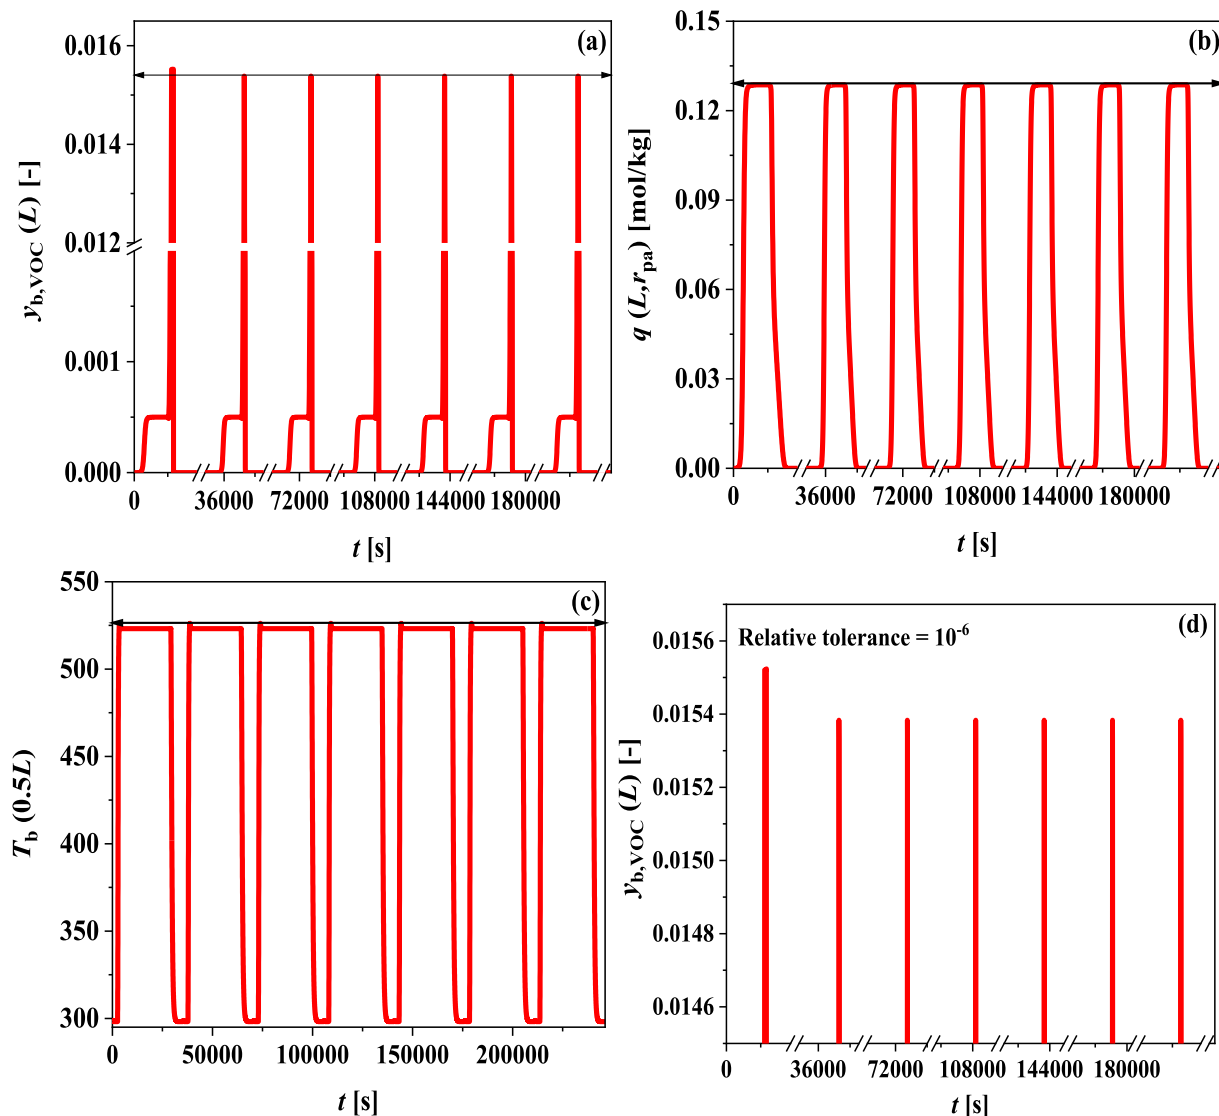 (a)
0.016
0.014
0.012
0.001
0.000
y_b,VOC (L) [-]
0 36000 72000 108000 144000 180000
t [s]
(b)
0.15
0.12
0.09
0.06
0.03
0.00
q (L,r_pa) [mol/kg]
0 36000 72000 108000 144000 180000
t [s]
(c)
550
500
450
400
350
300
T_b (0.5L)
0 50000 100000 150000 200000
t [s]
(d)
Relative tolerance = 10^-6
0.0156
0.0154
0.0152
0.0150
0.0148
0.0146
y_b,VOC (L) [-]
0 36000 72000 108000 144000 180000
t [s]